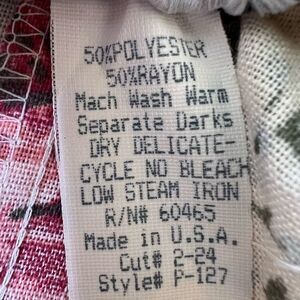 50%POLYESTER
50%RAYON
Mach Wash Warm
Separate Darks
DRY DELICATE-
CYCLE NO BLEACH
LOW STEAM IRON
R/N# 60465
Made in U.S.A.
Cut# 2-24
Style# P-127